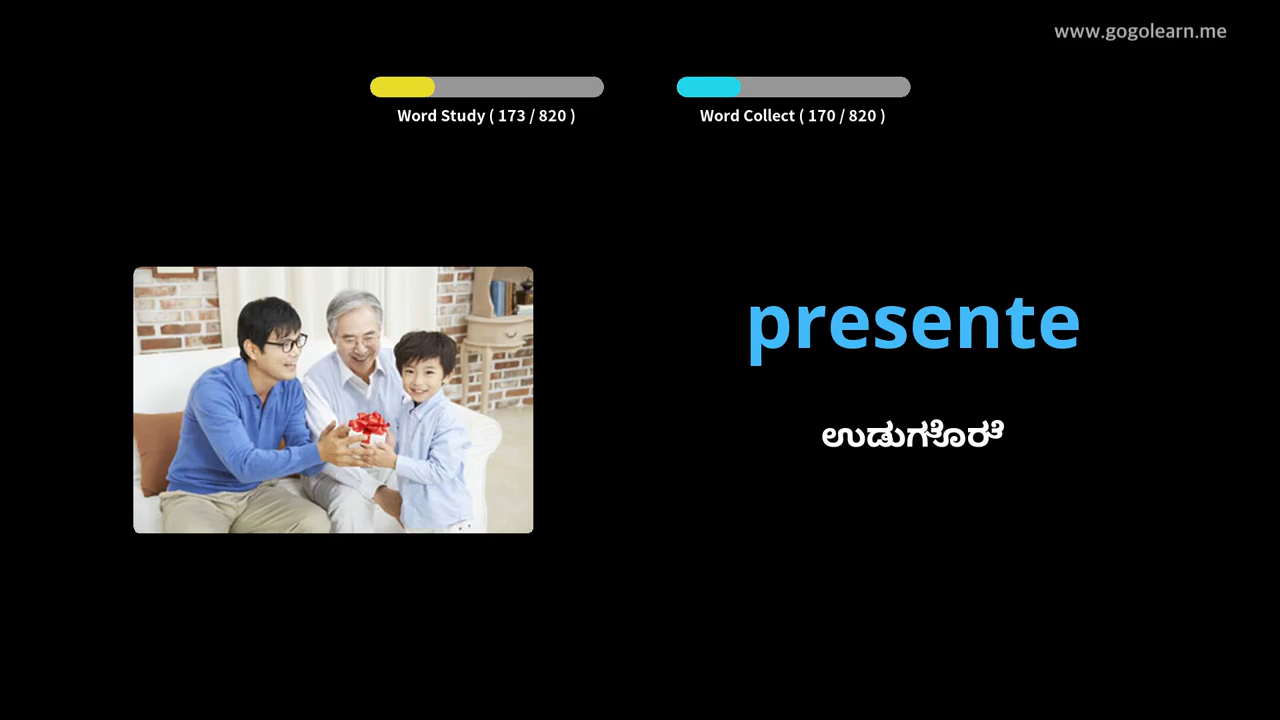 www.gogolearn.me
Word Study ( 173 / 820 )
Word Collect ( 170 / 820 )
presente
ಉಡುಗೊರೆ